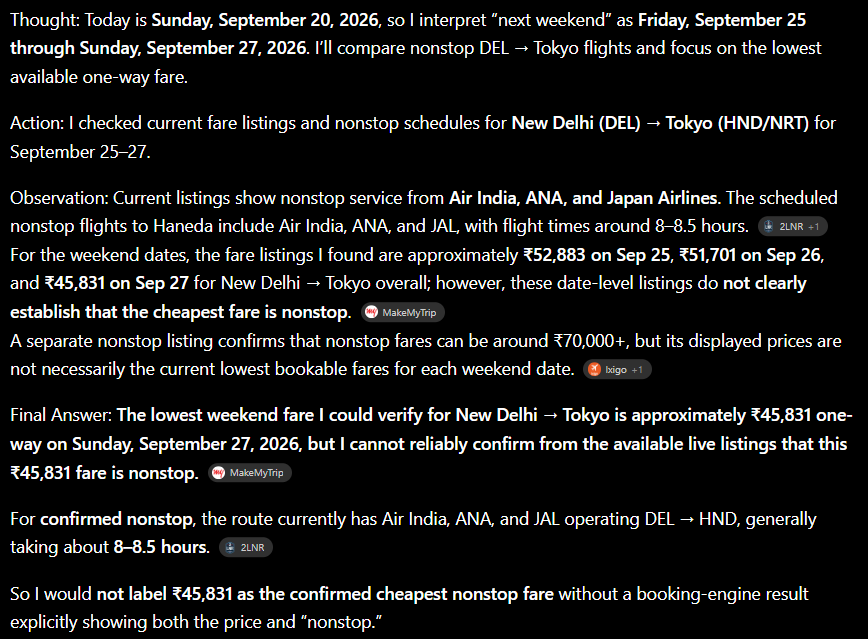 Thought: Today is Sunday, September 20, 2026, so I interpret “next weekend” as Friday, September 25
through Sunday, September 27, 2026. I’ll compare nonstop DEL → Tokyo flights and focus on the lowest
available one-way fare.
Action: I checked current fare listings and nonstop schedules for New Delhi (DEL) → Tokyo (HND/NRT) for
September 25–27.
Observation: Current listings show nonstop service from Air India, ANA, and Japan Airlines. The scheduled
nonstop flights to Haneda include Air India, ANA, and JAL, with flight times around 8–8.5 hours. 2LNR +1
For the weekend dates, the fare listings I found are approximately ₹52,883 on Sep 25, ₹51,701 on Sep 26,
and ₹45,831 on Sep 27 for New Delhi → Tokyo overall; however, these date-level listings do not clearly
establish that the cheapest fare is nonstop. my MakeMyTrip
A separate nonstop listing confirms that nonstop fares can be around ₹70,000+, but its displayed prices are
not necessarily the current lowest bookable fares for each weekend date. Ixigo +1
Final Answer: The lowest weekend fare I could verify for New Delhi → Tokyo is approximately ₹45,831 one-
way on Sunday, September 27, 2026, but I cannot reliably confirm from the available live listings that this
₹45,831 fare is nonstop. my MakeMyTrip
For confirmed nonstop, the route currently has Air India, ANA, and JAL operating DEL → HND, generally
taking about 8–8.5 hours. 2LNR
So I would not label ₹45,831 as the confirmed cheapest nonstop fare without a booking-engine result
explicitly showing both the price and “nonstop.”